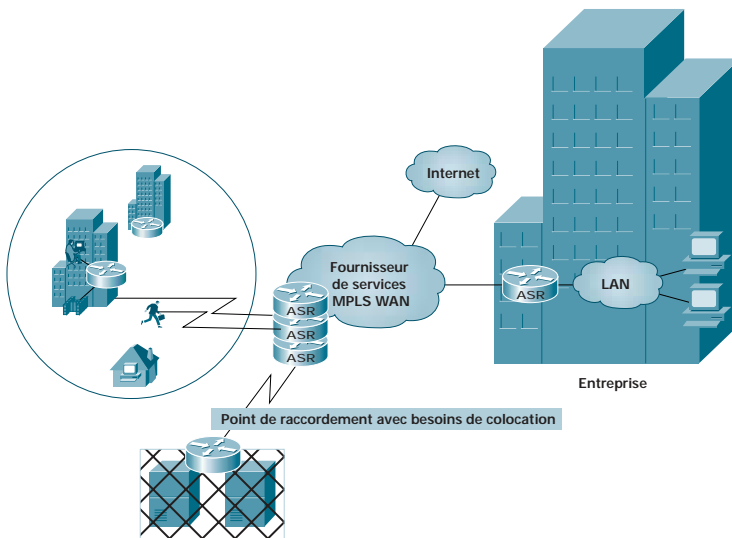 Internet
Fournisseur
de services
MPLS WAN
ASR
ASR
ASR
ASR
LAN
Entreprise
Point de raccordement avec besoins de colocation